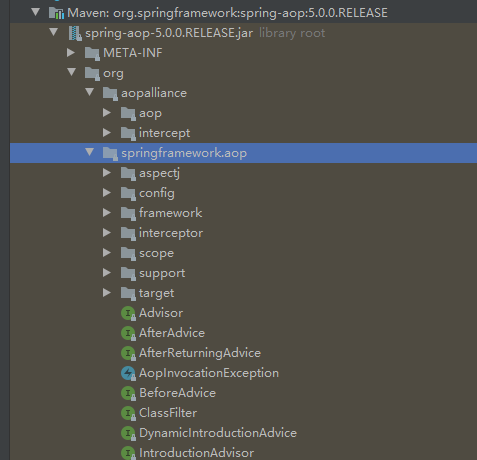 Maven: org.springframework:spring-aop:5.0.0.RELEASE
spring-aop-5.0.0.RELEASE.jar library root
META-INF
org
aopalliance
aop
intercept
springframework.aop
aspectj
config
framework
interceptor
scope
support
target
Advisor
AfterAdvice
AfterReturningAdvice
AopInvocationException
BeforeAdvice
ClassFilter
DynamicIntroductionAdvice
IntroductionAdvisor